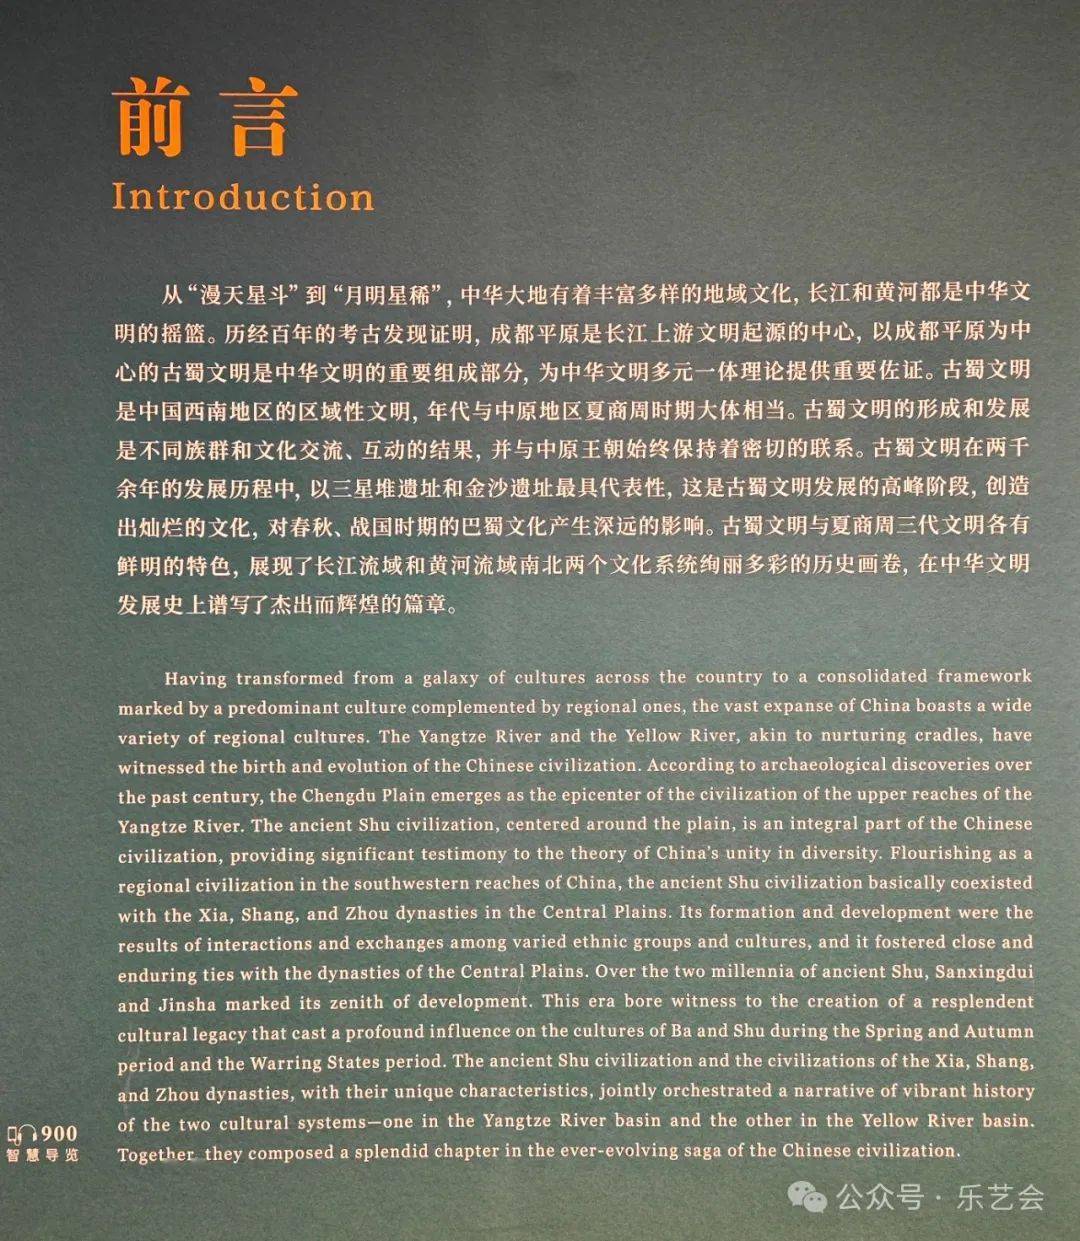 前言
Introduction
从“漫天星斗”到“月明星稀”，中华大地有着丰富多样的地域文化，长江和黄河都是中华文
明的摇篮。历经百年的考古发现证明，成都平原是长江上游文明起源的中心，以成都平原为中
心的古蜀文明是中华文明的重要组成部分，为中华文明多元一体理论提供重要佐证。古蜀文明
是中国西南地区的区域性文明，年代与中原地区夏商周时期大体相当。古蜀文明的形成和发展
是不同族群和文化交流、互动的结果，并与中原王朝始终保持着密切的联系。古蜀文明在两千
余年的发展历程中，以三星堆遗址和金沙遗址最具代表性，这是古蜀文明发展的高峰阶段，创造
出灿烂的文化，对春秋、战国时期的巴蜀文化产生深远的影响。古蜀文明与夏商周三代文明各有
鲜明的特色，展现了长江流域和黄河流域南北两个文化系统绚丽多彩的历史画卷，在中华文明
发展史上谱写了杰出而辉煌的篇章。
Having transformed from a galaxy of cultures across the country to a consolidated framework
marked by a predominant culture complemented by regional ones, the vast expanse of China boasts a wide
variety of regional cultures. The Yangtze River and the Yellow River, akin to nurturing cradles, have
witnessed the birth and evolution of the Chinese civilization. According to archaeological discoveries over
the past century, the Chengdu Plain emerges as the epicenter of the civilization of the upper reaches of the
Yangtze River. The ancient Shu civilization, centered around the plain, is an integral part of the Chinese
civilization, providing significant testimony to the theory of China's unity in diversity. Flourishing as a
regional civilization in the southwestern reaches of China, the ancient Shu civilization basically coexisted
with the Xia, Shang, and Zhou dynasties in the Central Plains. Its formation and development were the
results of interactions and exchanges among varied ethnic groups and cultures, and it fostered close and
enduring ties with the dynasties of the Central Plains. Over the two millennia of ancient Shu, Sanxingdui
and Jinsha marked its zenith of development. This era bore witness to the creation of a resplendent
cultural legacy that cast a profound influence on the cultures of Ba and Shu during the Spring and Autumn
period and the Warring States period. The ancient Shu civilization and the civilizations of the Xia, Shang,
and Zhou dynasties, with their unique characteristics, jointly orchestrated a narrative of vibrant history
of the two cultural systems—one in the Yangtze River basin and the other in the Yellow River basin.
Together they composed a splendid chapter in the ever-evolving saga of the Chinese civilization.
900
智慧导览
公众号·乐艺会